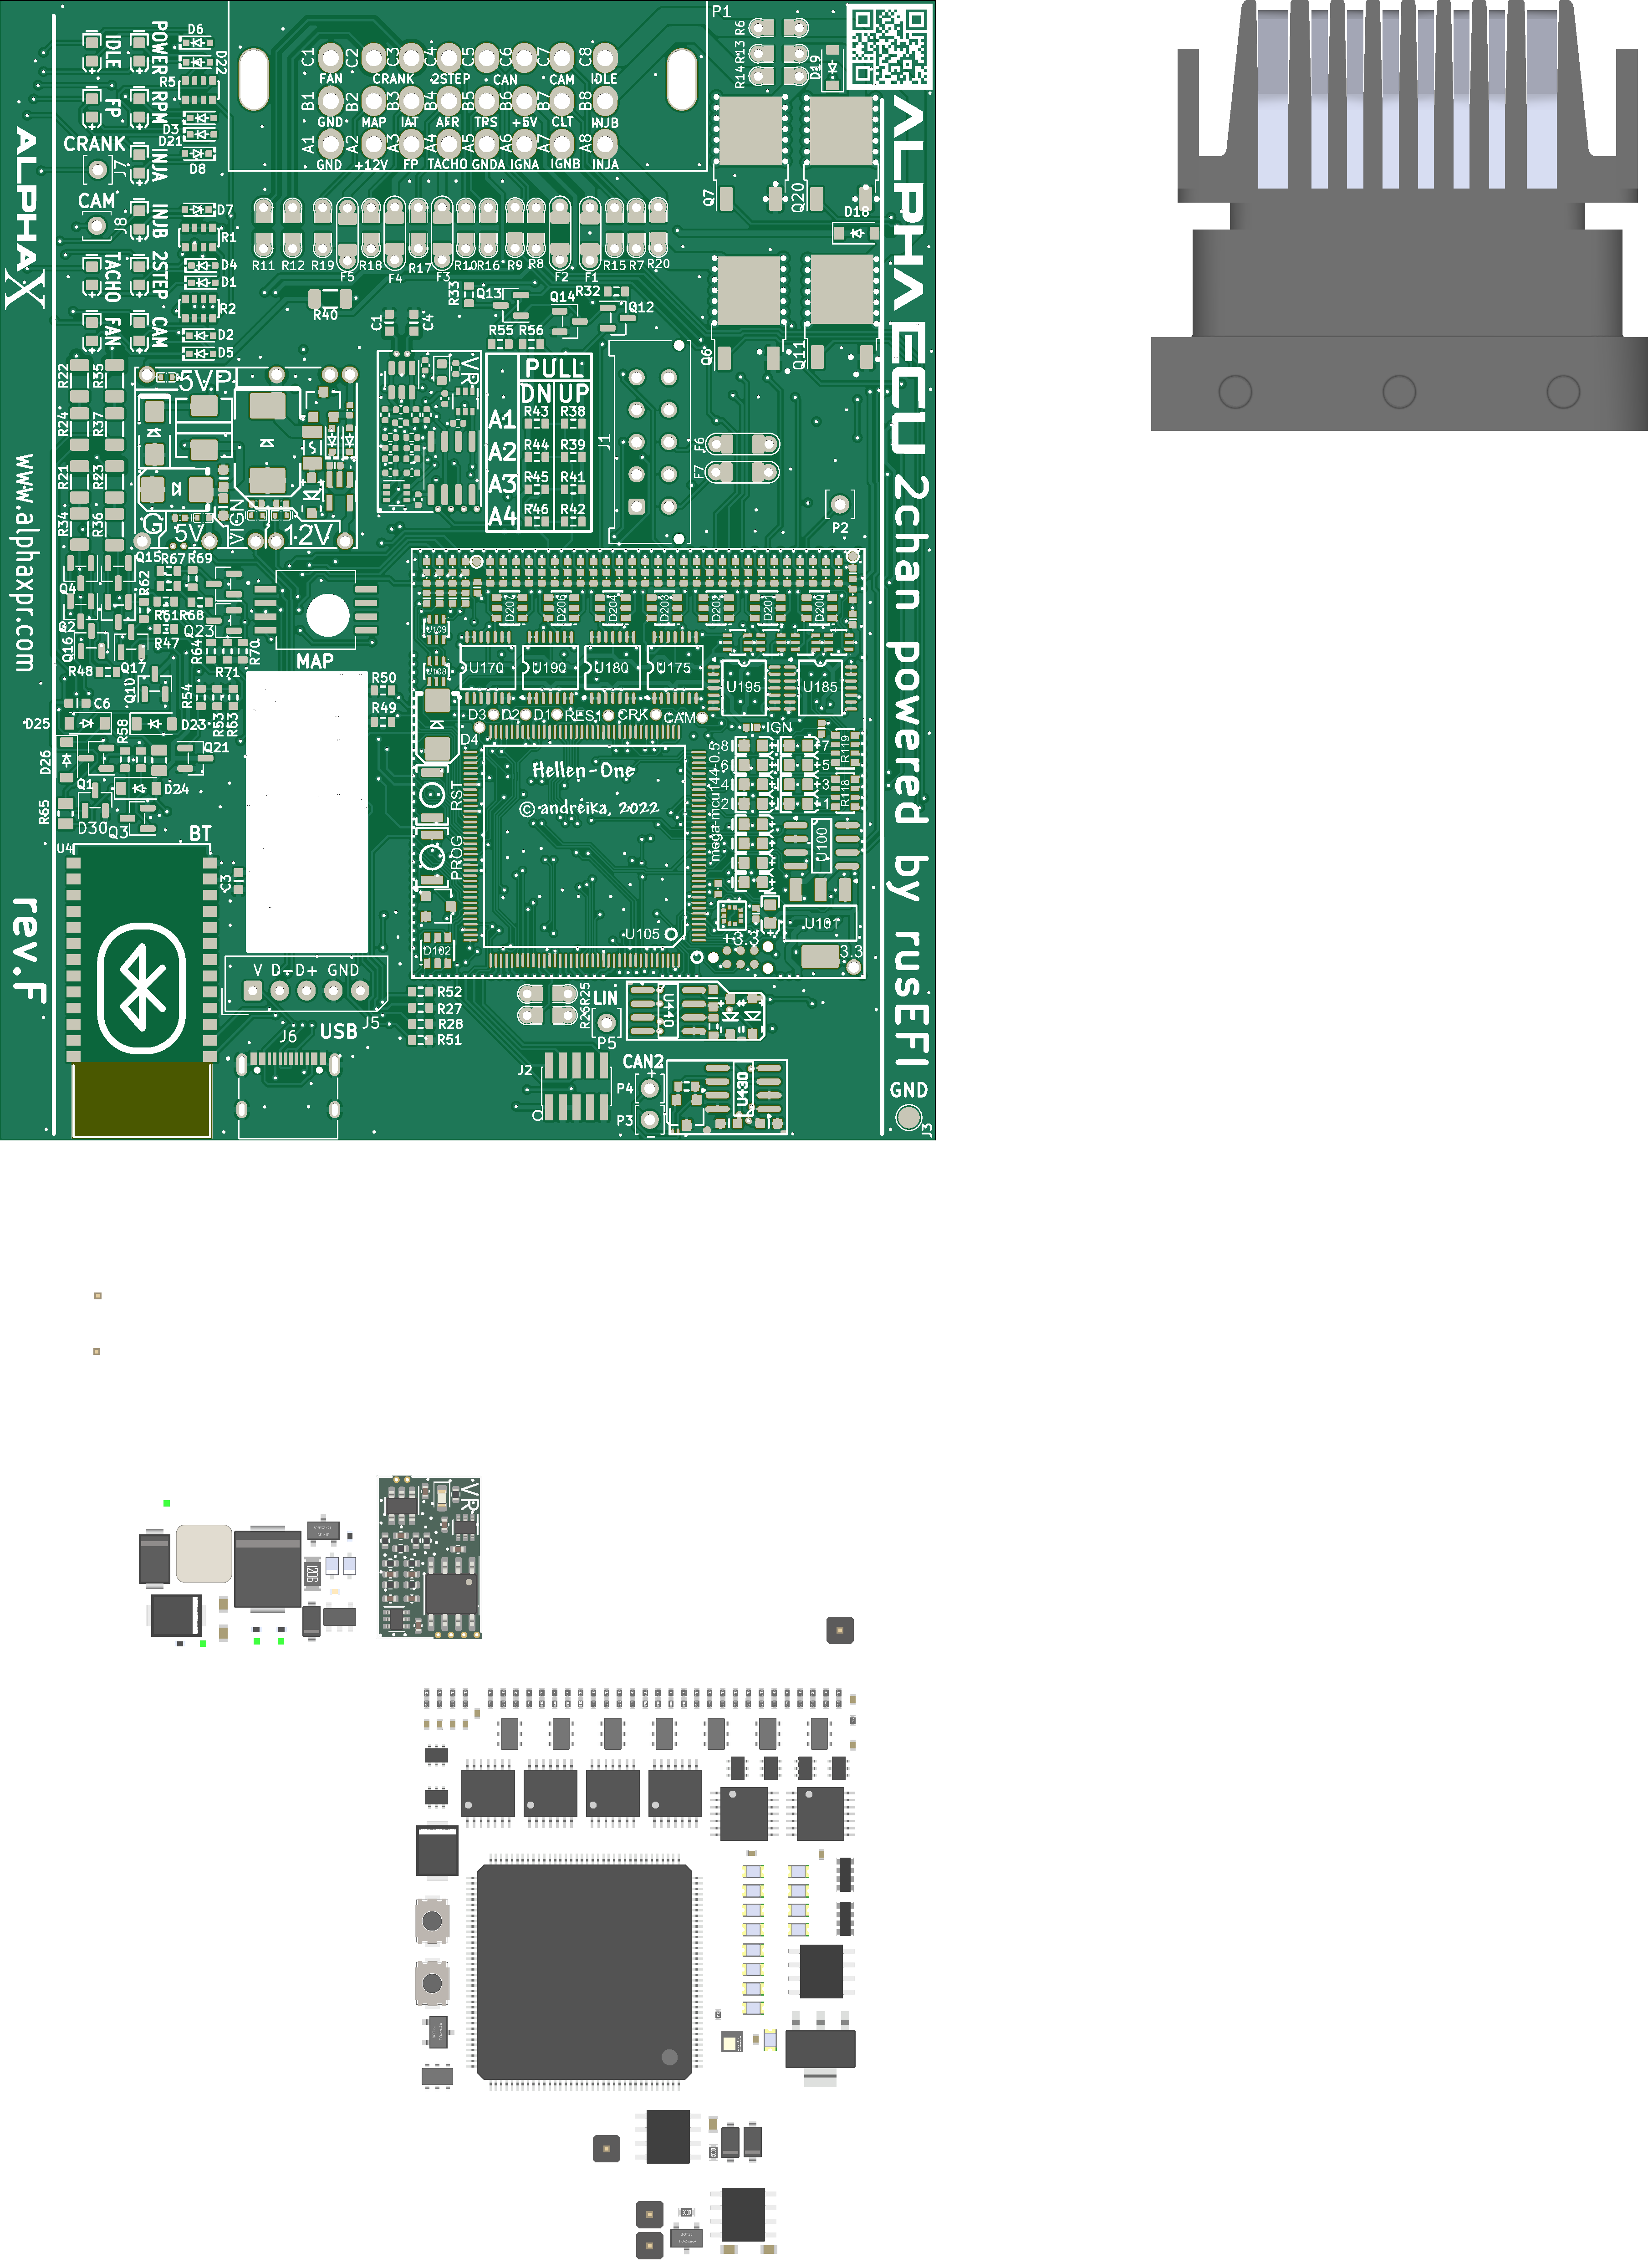 P1
R6
R13
R14
D19
IDLE
POWER
D6
D22
R5
FP
RPM
D3
D21
D8
CRANK
J7
INJA
CAM
J8
INJB
D7
R1
TACHO
2STEP
D4
D1
R2
FAN
CAM
D2
D5
C1 C2 C3 C4 C5 C6 C7 C8
FAN CRANK 2STEP CAN CAM IDLE
B1 B2 B3 B4 B5 B6 B7 B8
GND MAP IAT AFR TPS +5V CLT INJB
A1 A2 A3 A4 A5 A6 A7 A8
GND +12V FP TACHO GNDA IGNA IGNB INJA
ALPHAX
www.alphaxpr.com
rev.F
ALPHA ECU 2chan powered by rusEFI
Q7
Q20
D18
Q6
Q11
R11 R12 R19 F5 R18 F4 R17 F3 R10 R16 R9 R8 F2 F1 R15 R7 R20
R40
C1
C4
R33
Q13
Q14
R32
Q12
R55 R56
R22
R35
R24
R37
R21
R23
R34
R36
5VP
G
5V
VIGN
12V
VR
PULL
DN UP
R43 R38
A1
R44 R39
A2
R45 R41
A3
R46 R42
A4
J1
F6
F7
P2
Q15
R67
R69
Q4
R62
R61
R68
Q2
Q23
Q16
R47
R64
R70
R48
Q17
R71
MAP
Q10
R54
R53
R63
C6
D25
R58
D23
D26
Q21
Q1
D24
R65
D30
Q3
R50
R49
BT
U4
C3
D207 D206 D204 D203 D202 D201 D200
U109
U108
U170 U190 U180 U175
U195 U185
D3 D2 D1 RES1 CRK CAM
D4
IGN
8 7
6 5
4 3
2 1
R119
R118
Hellen-One
© andreika, 2022
mega-mcu144-0.5
RST
PROG
U100
U105
U101
+3.3
3.3
D102
V D- D+ GND
J5
J6
USB
R52
R27
R28
R51
R25
R26
LIN
P5
U440
J2
CAN2
+
P4
P3
-
U430
GND
J3
VR